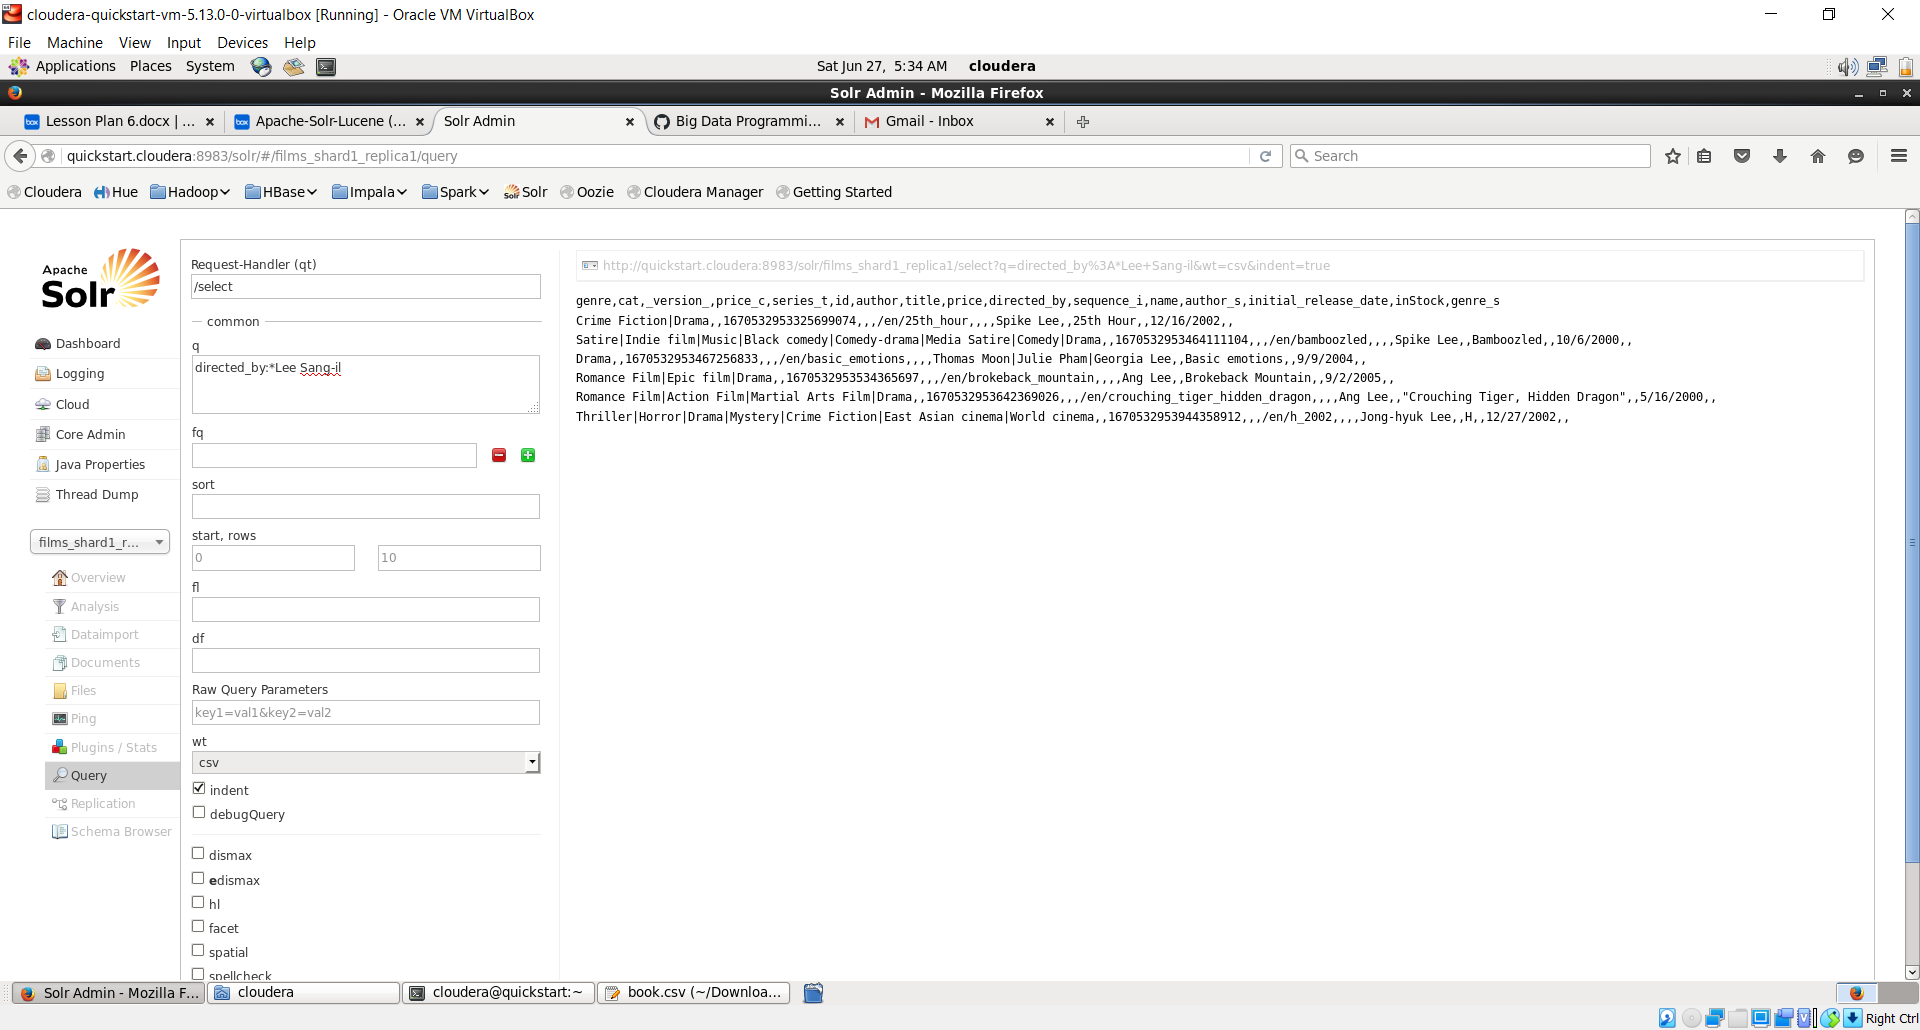 cloudera-quickstart-vm-5.13.0-0-virtualbox [Running] - Oracle VM VirtualBox
File Machine View Input Devices Help
Applications Places System Sat Jun 27, 5:34 AM cloudera
Solr Admin - Mozilla Firefox
box Lesson Plan 6.docx | ... box Apache-Solr-Lucene (... Solr Admin Big Data Programmi... Gmail - Inbox
quickstart.cloudera:8983/solr/#/films_shard1_replica1/query Search
Cloudera Hue Hadoop HBase Impala Spark Solr Solr Oozie Cloudera Manager Getting Started
Apache
Solr
Dashboard
Logging
Cloud
Core Admin
Java Properties
Thread Dump
films_shard1_r...
Overview
Analysis
Dataimport
Documents
Files
Ping
Plugins / Stats
Query
Replication
Schema Browser
Request-Handler (qt)
/select
common
q
directed_by:*Lee Sang-il
fq
sort
start, rows
0 10
fl
df
Raw Query Parameters
key1=val1&key2=val2
wt
csv
indent
debugQuery
dismax
edismax
hl
facet
spatial
spellcheck
http://quickstart.cloudera:8983/solr/films_shard1_replica1/select?q=directed_by%3A*Lee+Sang-il&wt=csv&indent=true
genre,cat,_version_,price_c,series_t,id,author,title,price,directed_by,sequence_i,name,author_s,initial_release_date,inStock,genre_s
Crime Fiction|Drama,,1670532953325699074,,,/en/25th_hour,,,,Spike Lee,,25th Hour,,12/16/2002,,
Satire|Indie film|Music|Black comedy|Comedy-drama|Media Satire|Comedy|Drama,,1670532953464111104,,,/en/bamboozled,,,,Spike Lee,,Bamboozled,,10/6/2000,,
Drama,,1670532953467256833,,,/en/basic_emotions,,,,Thomas Moon|Julie Pham|Georgia Lee,,Basic emotions,,9/9/2004,,
Romance Film|Epic film|Drama,,1670532953534365697,,,/en/brokeback_mountain,,,,Ang Lee,,Brokeback Mountain,,9/2/2005,,
Romance Film|Action Film|Martial Arts Film|Drama,,1670532953642369026,,,/en/crouching_tiger_hidden_dragon,,,,Ang Lee,,"Crouching Tiger, Hidden Dragon",,5/16/2000,,
Thriller|Horror|Drama|Mystery|Crime Fiction|East Asian cinema|World cinema,,1670532953944358912,,,/en/h_2002,,,,Jong-hyuk Lee,,H,,12/27/2002,,
Solr Admin - Mozilla F... cloudera cloudera@quickstart:~ book.csv (~/Downloa...
Right Ctrl